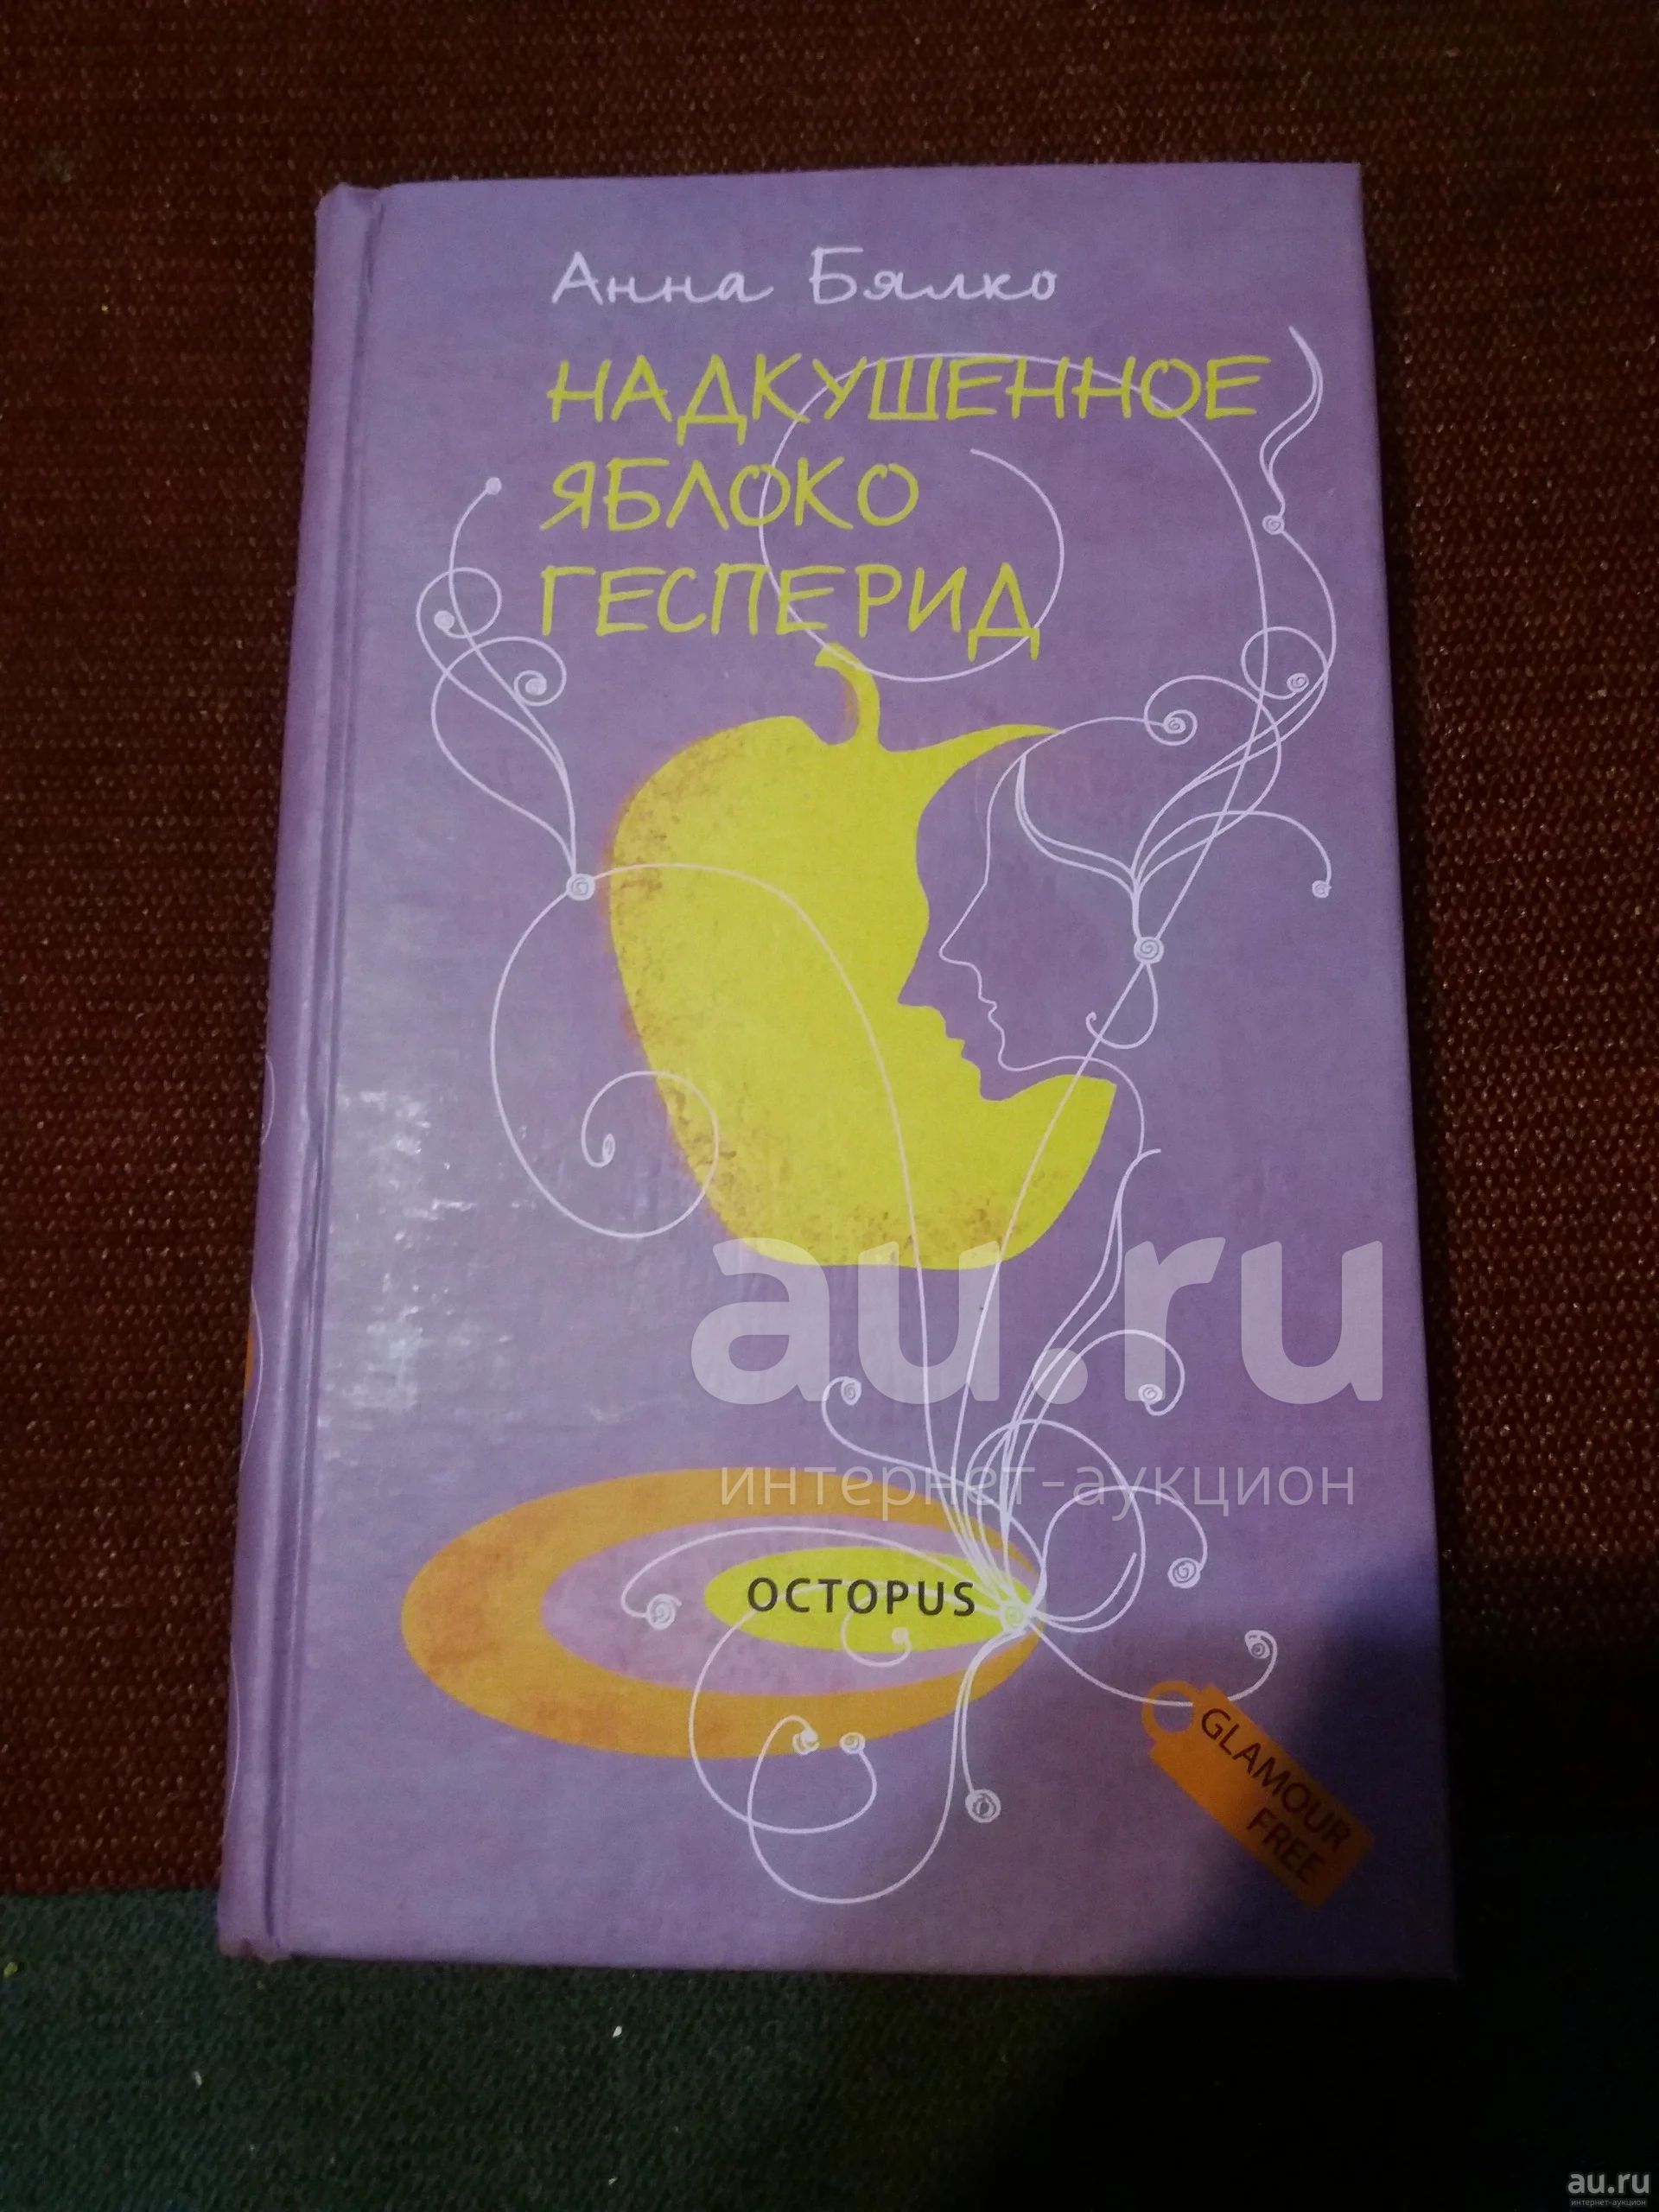 Анна Бялко
НАДКУШЕННОЕ
ЯБЛОКО
ГЕСПЕРИД
au.ru
интернет-аукцион
OCTOPUS
GLAMOUR
FREE
au.ru
интернет-аукцион